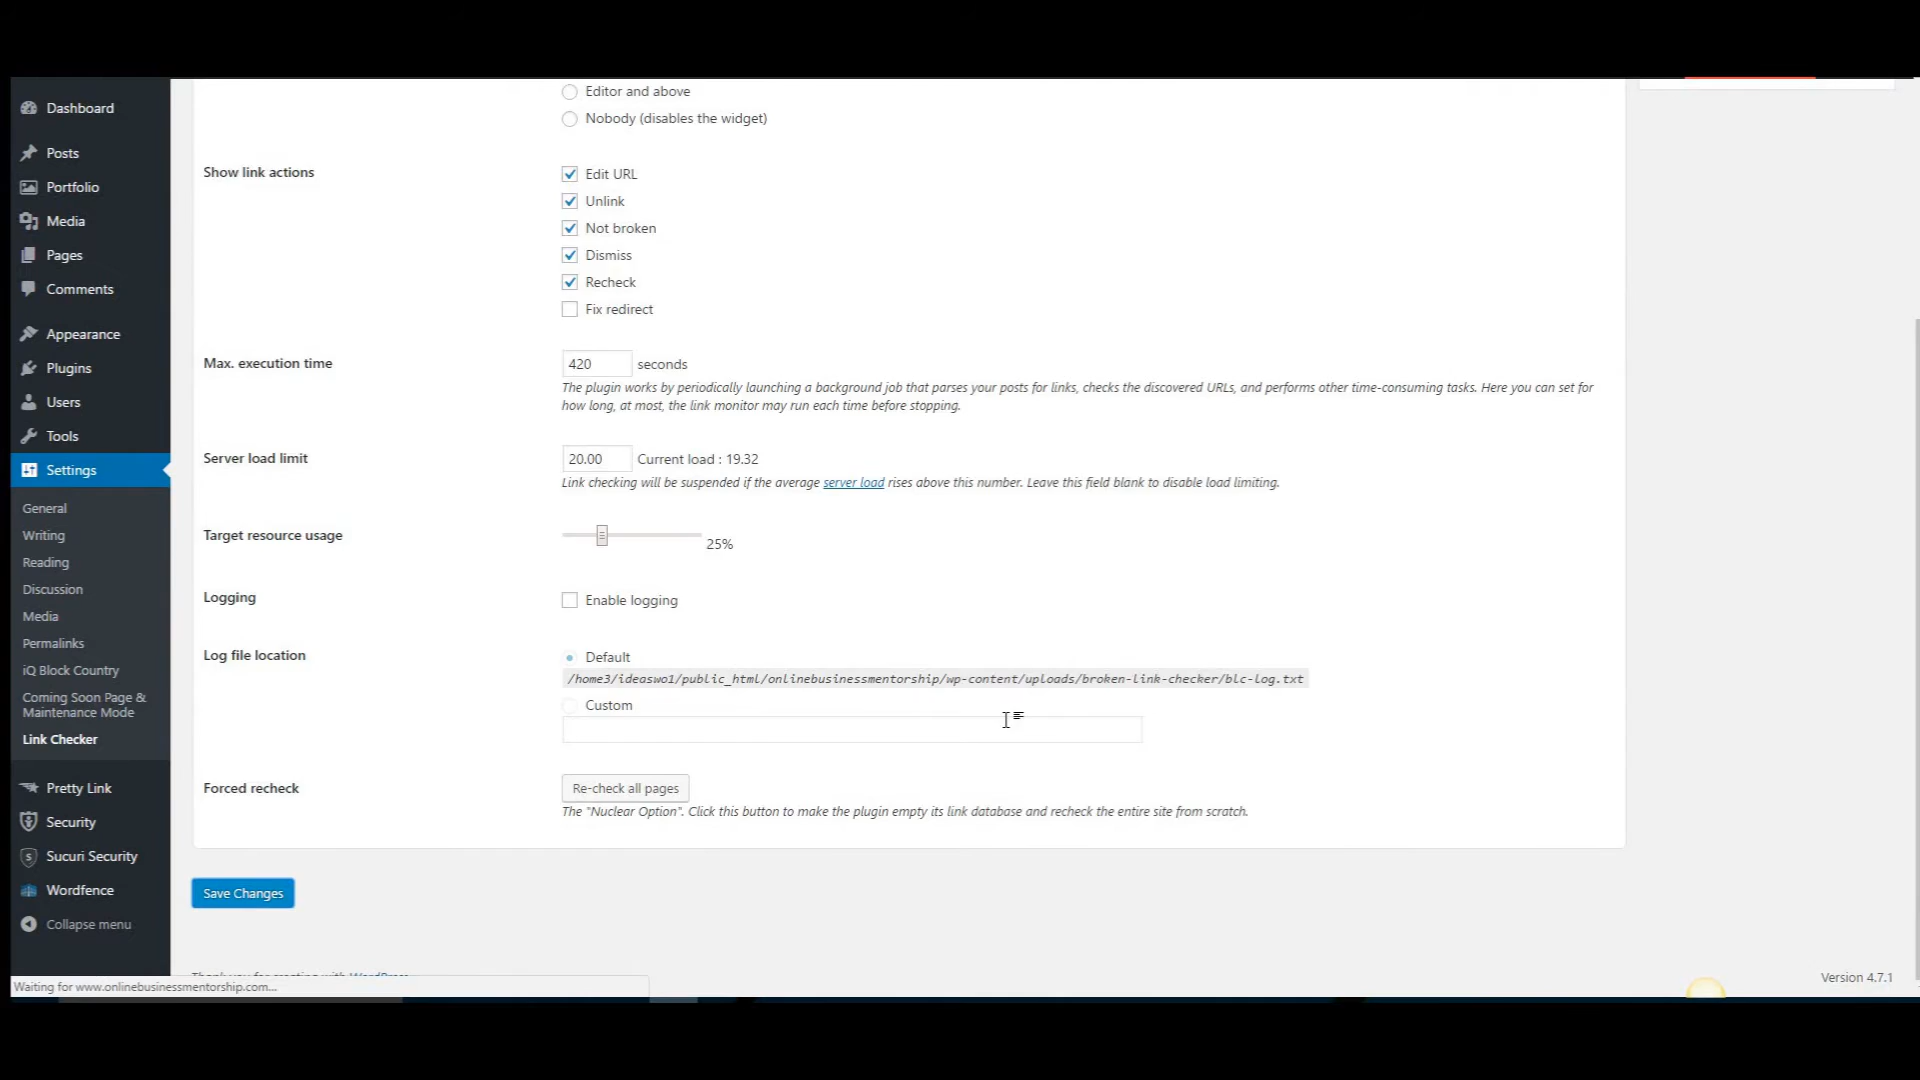 Dashboard
Posts
Portfolio
Media
Pages
Comments
Appearance
Plugins
Users
Tools
Settings
General
Writing
Reading
Discussion
Media
Permalinks
iQ Block Country
Coming Soon Page &
Maintenance Mode
Link Checker
Pretty Link
Security
Sucuri Security
Wordfence
Collapse menu
Editor and above
Nobody (disables the widget)
Show link actions
Edit URL
Unlink
Not broken
Dismiss
Recheck
Fix redirect
Max. execution time
420 seconds
The plugin works by periodically launching a background job that parses your posts for links, checks the discovered URLs, and performs other time-consuming tasks. Here you can set for
how long, at most, the link monitor may run each time before stopping.
Server load limit
20.00 Current load : 19.32
Link checking will be suspended if the average server load rises above this number. Leave this field blank to disable load limiting.
Target resource usage
25%
Logging
Enable logging
Log file location
Default
/home3/ideaswo1/public_html/onlinebusinessmentorship/wp-content/uploads/broken-link-checker/blc-log.txt
Custom
Forced recheck
Re-check all pages
The "Nuclear Option". Click this button to make the plugin empty its link database and recheck the entire site from scratch.
Save Changes
Thank you for creating with WordPress
Version 4.7.1
Waiting for www.onlinebusinessmentorship.com...